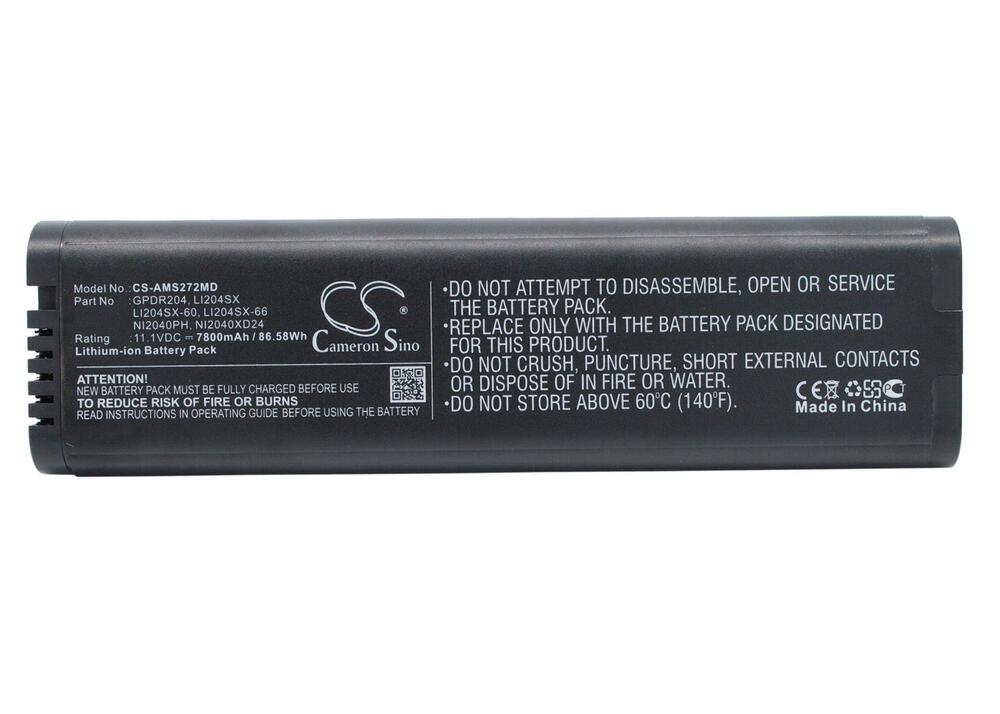 Model No.: CS-AMS272MD
Part No : GPDR204, LI204SX
LI204SX-60, LI204SX-66
NI2040PH, NI2040XD24
Rating : 11.1VDC ⎓ 7800mAh / 86.58Wh
Lithium-ion Battery Pack
CS
®
Cameron Sino
ATTENTION!
NEW BATTERY PACK MUST BE FULLY CHARGED BEFORE USE
TO REDUCE RISK OF FIRE OR BURNS
READ INSTRUCTIONS IN OPERATING GUIDE BEFORE USING THE BATTERY
•DO NOT ATTEMPT TO DISASSEMBLE, OPEN OR SERVICE
THE BATTERY PACK.
•REPLACE ONLY WITH THE BATTERY PACK DESIGNATED
FOR THIS PRODUCT.
•DO NOT CRUSH, PUNCTURE, SHORT EXTERNAL CONTACTS
OR DISPOSE OF IN FIRE OR WATER.
•DO NOT STORE ABOVE 60°C (140°F).
CE
Made In China